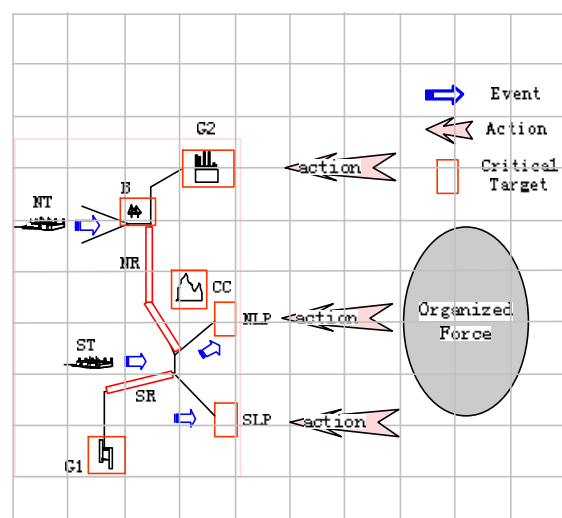 Event
G2
Action
action
Critical
Target
B
NT
NR
CC
NLP
action
Organized
Force
ST
SR
SLP
action
G1